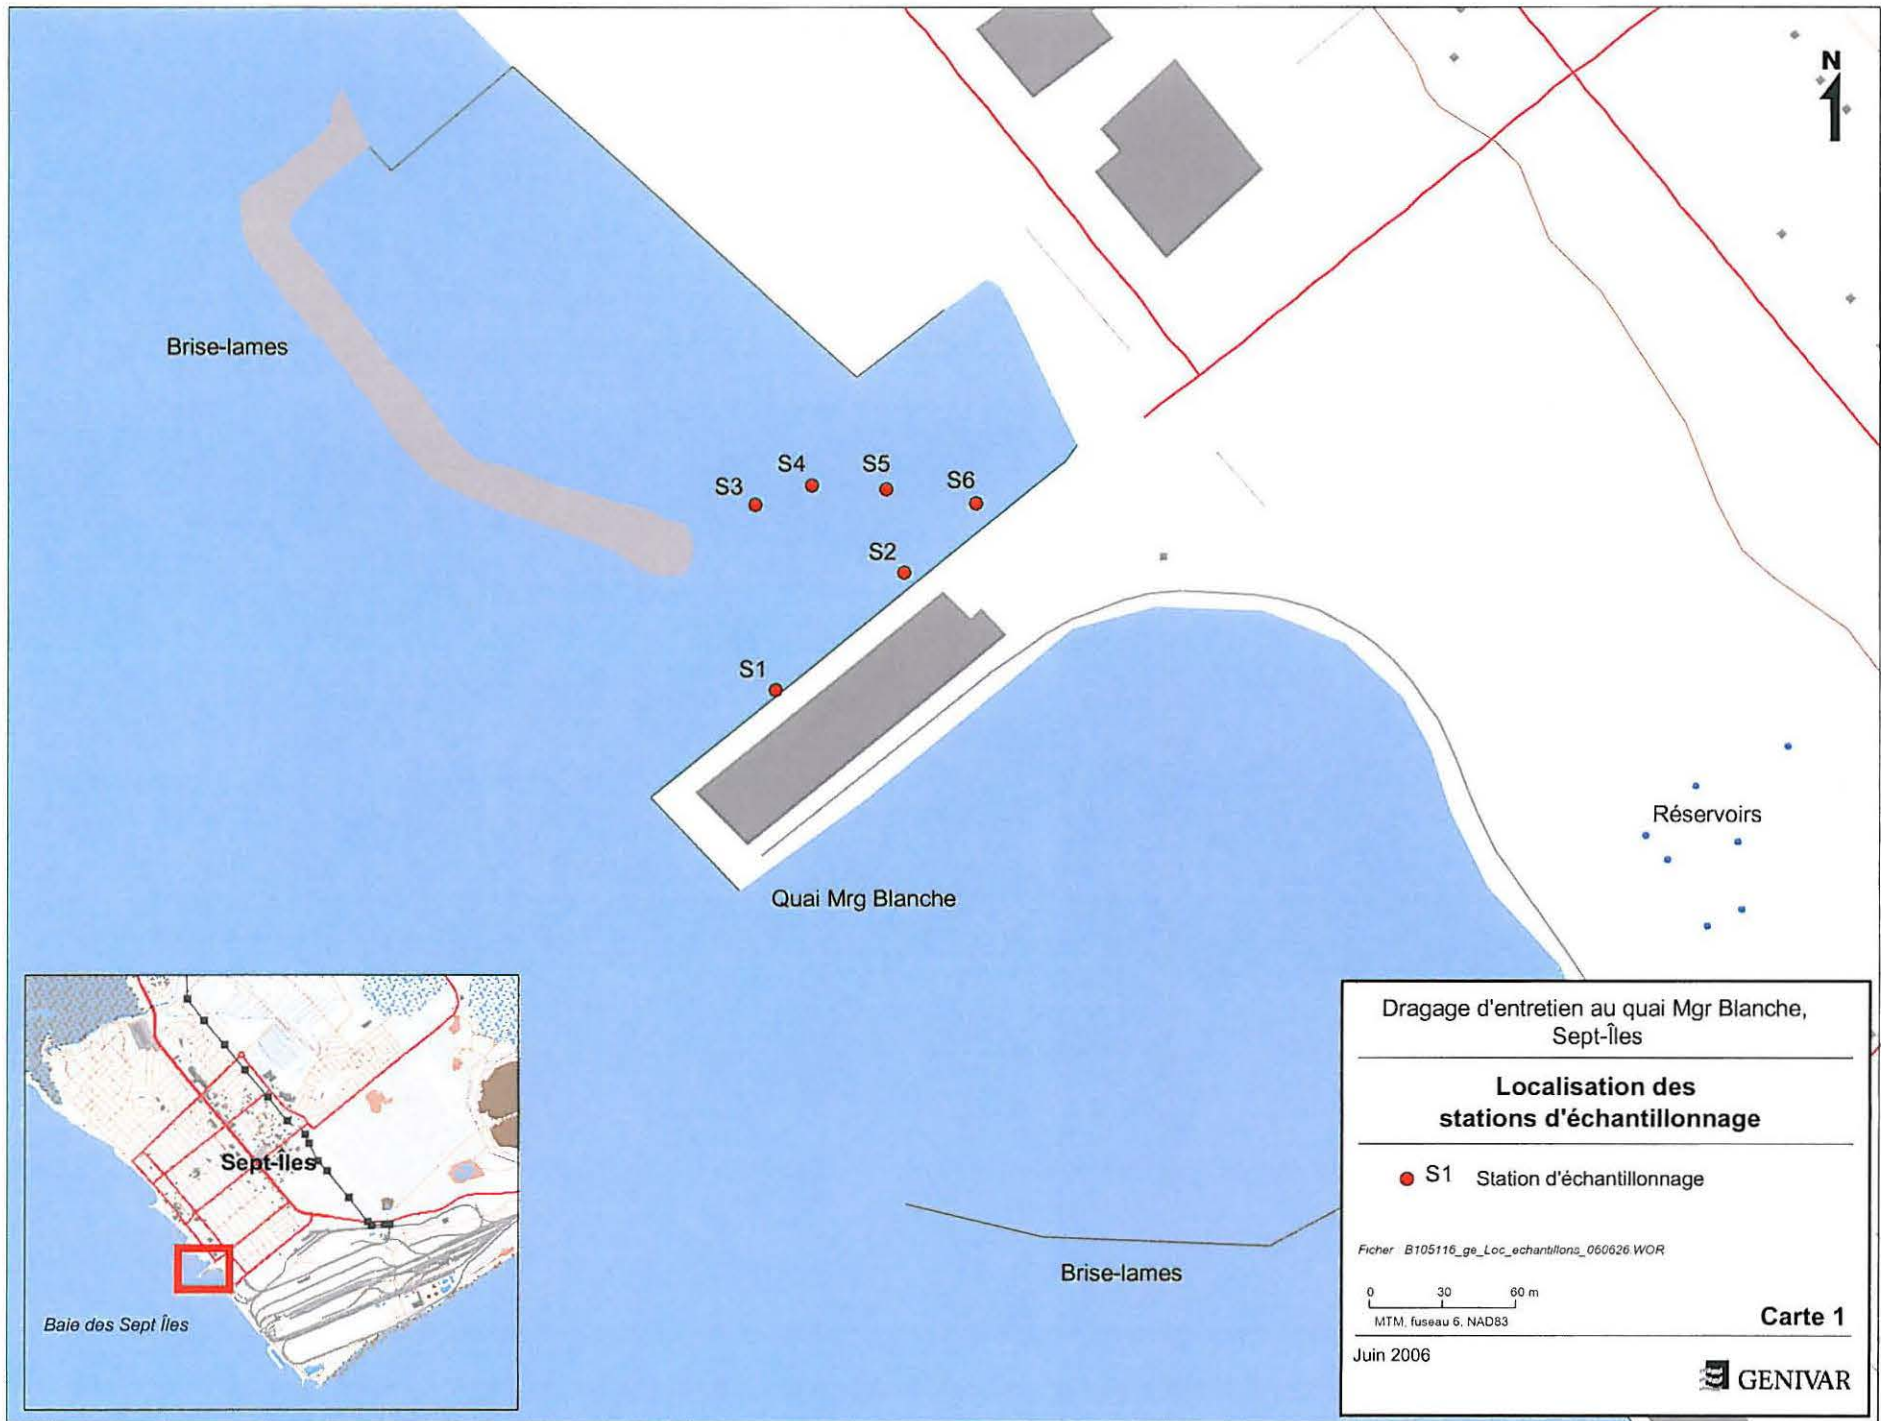 N
Brise-lames
S4
S5
S3
S6
S2
S1
Réservoirs
Quai Mrg Blanche
Sept-Îles
Baie des Sept Îles
Brise-lames
Dragage d'entretien au quai Mgr Blanche,
Sept-Îles
Localisation des
stations d'échantillonnage
S1 Station d'échantillonnage
Ficher B105116_ge_Loc_echantillons_060626.WOR
0 30 60 m
MTM, fuseau 6, NAD83
Carte 1
Juin 2006
GENIVAR